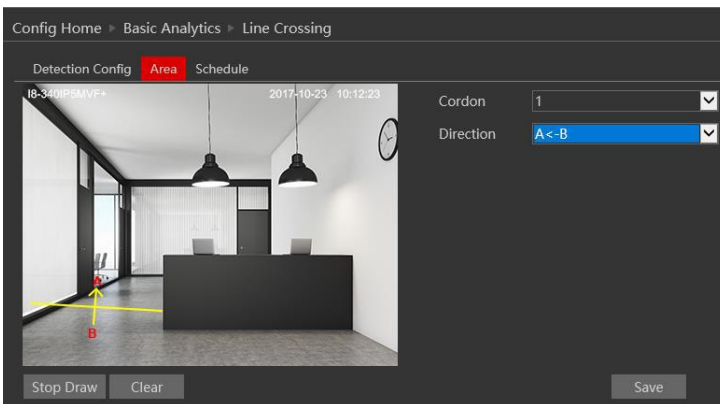 Config Home ▸ Basic Analytics ▸ Line Crossing
Detection Config Area Schedule
I8-340IP5MVF+ 2017-10-23 10:12:23
Cordon 1
Direction A<-B
A
B
Stop Draw Clear Save